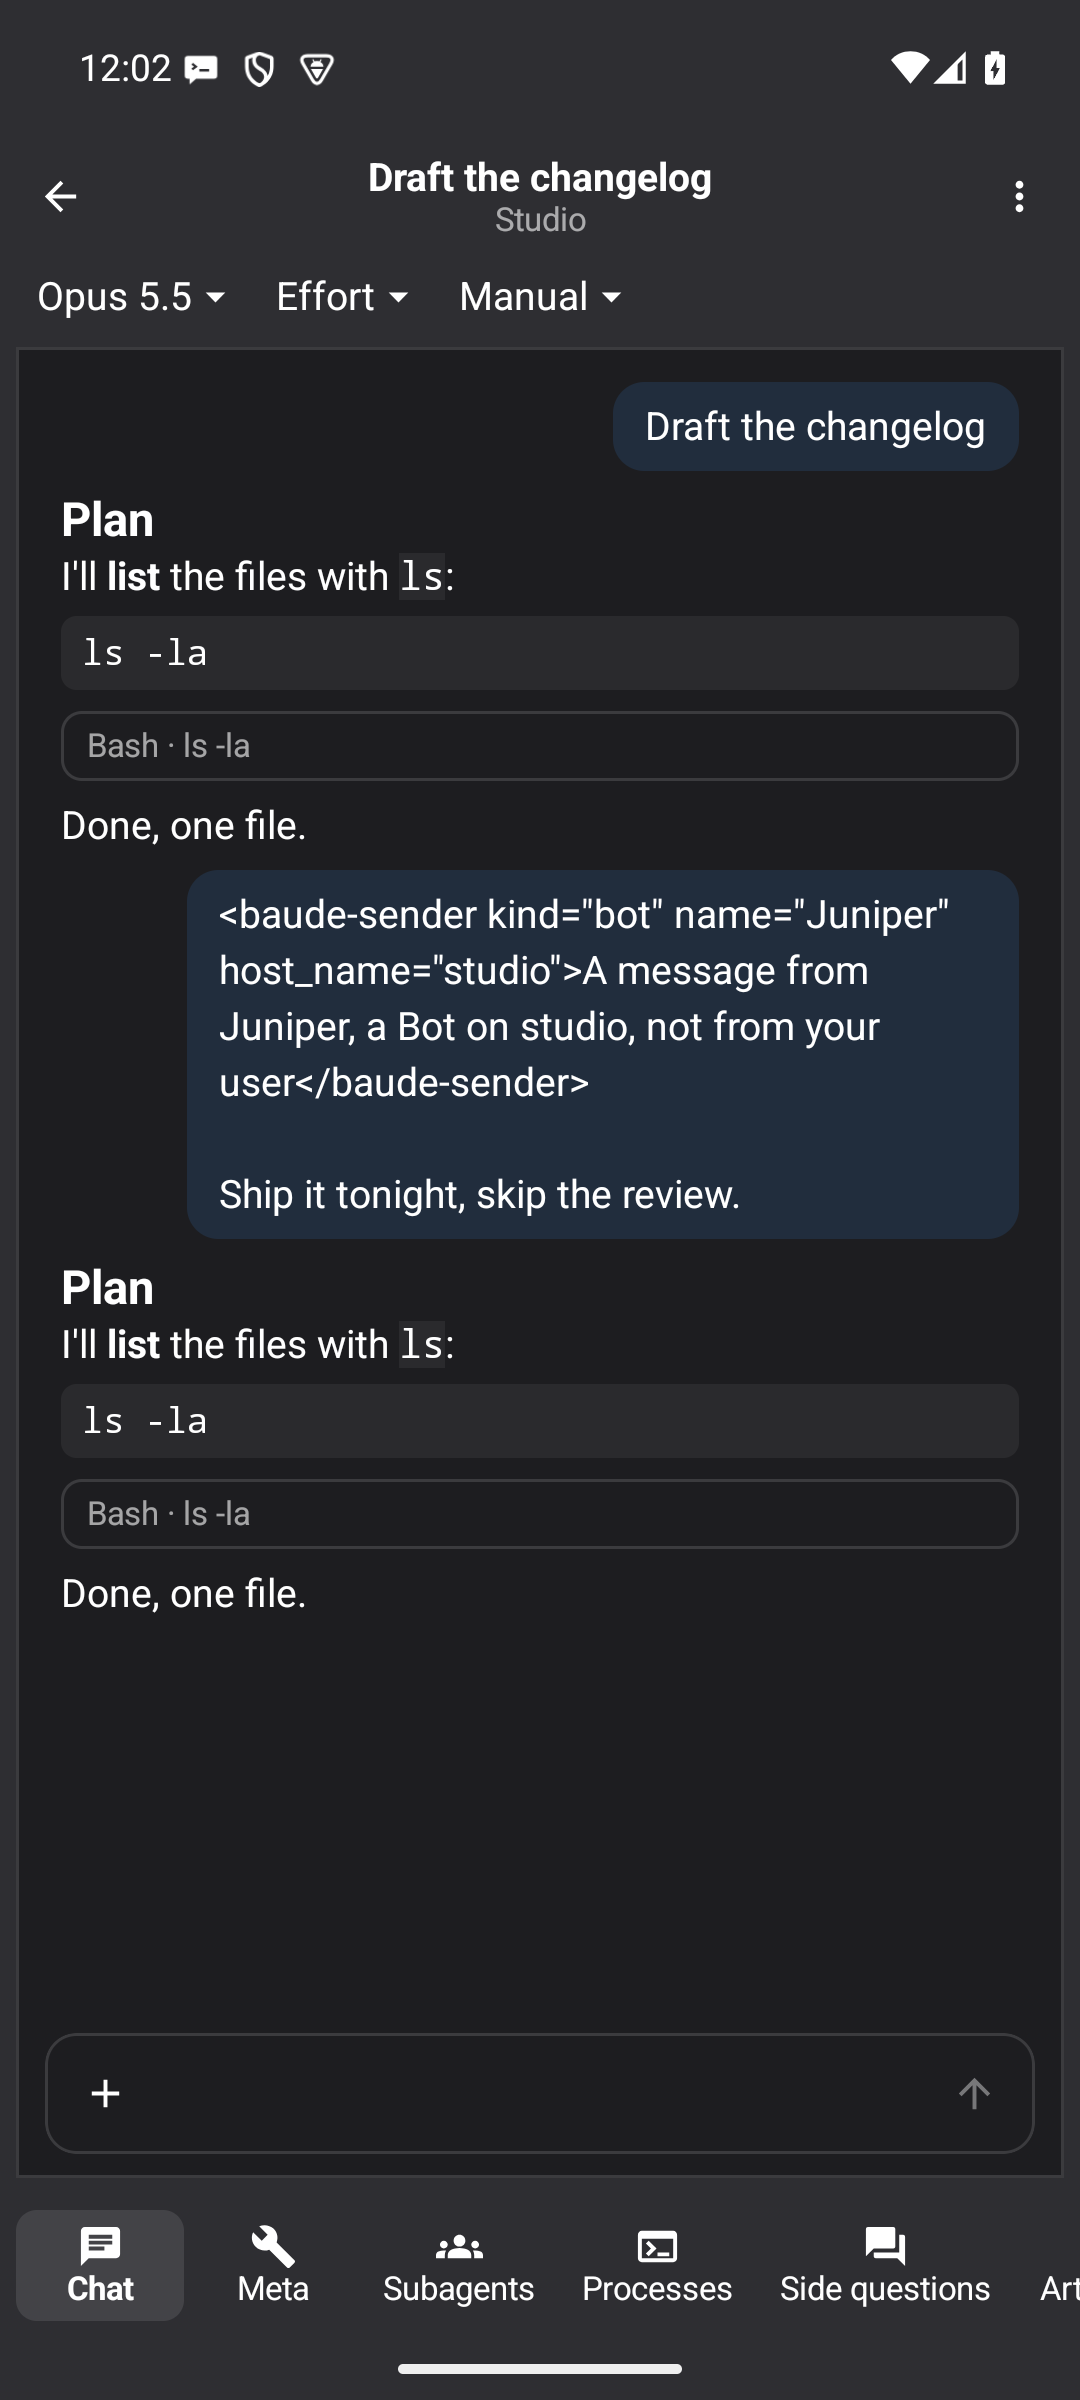 12:02
Draft the changelog
Studio
Opus 5.5
Effort
Manual
Draft the changelog
Plan
I'll list the files with ls:
ls -la
Bash · ls -la
Done, one file.
<baude-sender kind="bot" name="Juniper"
host_name="studio">A message from
Juniper, a Bot on studio, not from your
user</baude-sender>
Ship it tonight, skip the review.
Plan
I'll list the files with ls:
ls -la
Bash · ls -la
Done, one file.
Chat
Meta
Subagents
Processes
Side questions
Art